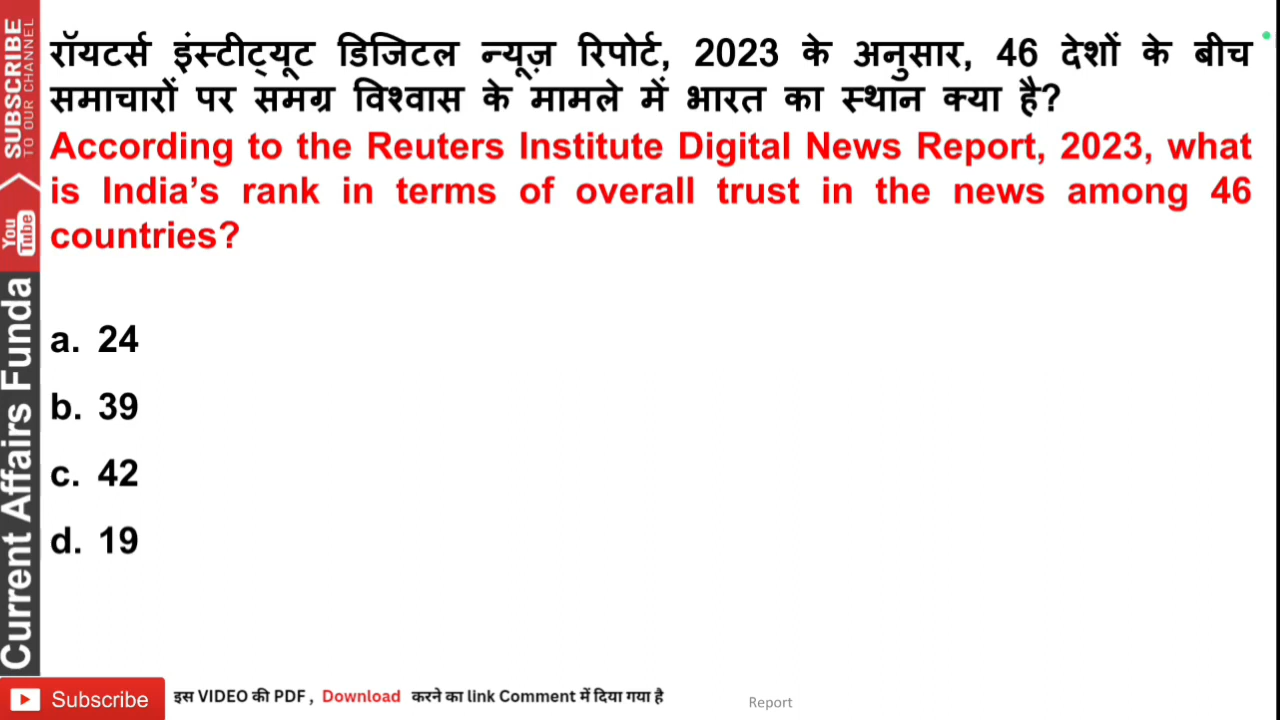 रॉयटर्स इंस्टीट्यूट डिजिटल न्यूज़ रिपोर्ट, 2023 के अनुसार, 46 देशों के बीच
समाचारों पर समग्र विश्वास के मामले में भारत का स्थान क्या है?
According to the Reuters Institute Digital News Report, 2023, what
is India’s rank in terms of overall trust in the news among 46
countries?
a. 24
b. 39
c. 42
d. 19
SUBSCRIBE
TO OUR CHANNEL
You
Tube
Current Affairs Funda
Subscribe
इस VIDEO की PDF , Download करने का link Comment में दिया गया है
Report